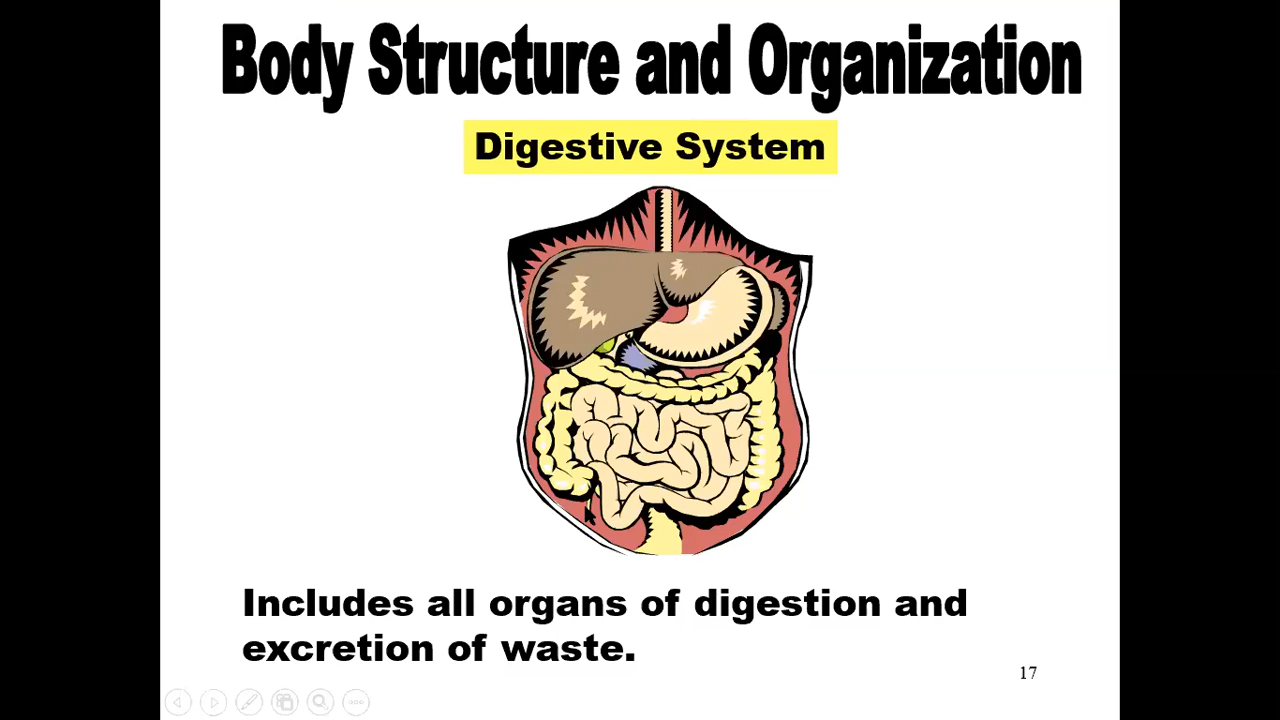 Body Structure and Organization
Digestive System
Includes all organs of digestion and
excretion of waste.
17